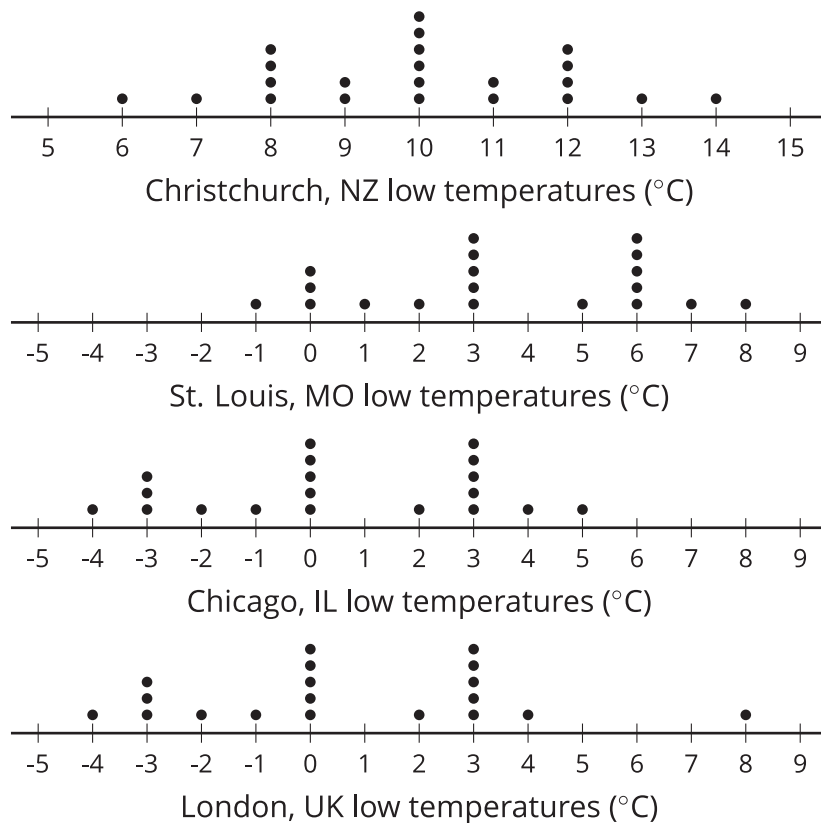 5 6 7 8 9 10 11 12 13 14 15
Christchurch, NZ low temperatures (°C)
-5 -4 -3 -2 -1 0 1 2 3 4 5 6 7 8 9
St. Louis, MO low temperatures (°C)
-5 -4 -3 -2 -1 0 1 2 3 4 5 6 7 8 9
Chicago, IL low temperatures (°C)
-5 -4 -3 -2 -1 0 1 2 3 4 5 6 7 8 9
London, UK low temperatures (°C)